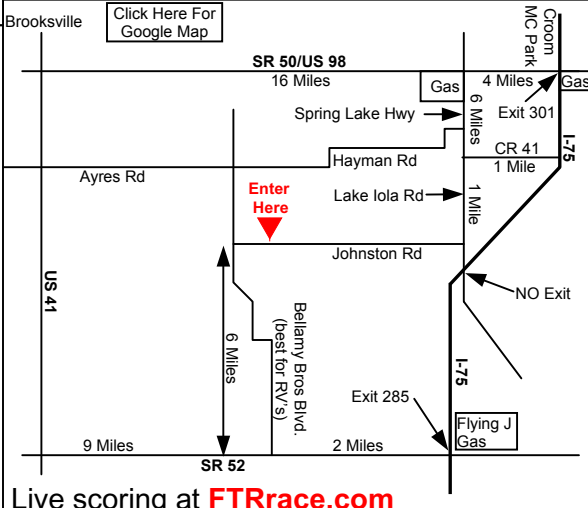 Brooksville
Click Here For
Google Map
Croom
MC Park
SR 50/US 98
16 Miles
Gas
4 Miles
Gas
Spring Lake Hwy
6 Miles
Exit 301
I-75
CR 41
1 Mile
Hayman Rd
Ayres Rd
Lake Iola Rd
1 Mile
Enter
Here
Johnston Rd
US 41
NO Exit
6 Miles
Bellamy Bros Blvd.
(best for RV's)
I-75
Exit 285
Flying J
Gas
9 Miles
2 Miles
SR 52
Live scoring at FTRrace.com